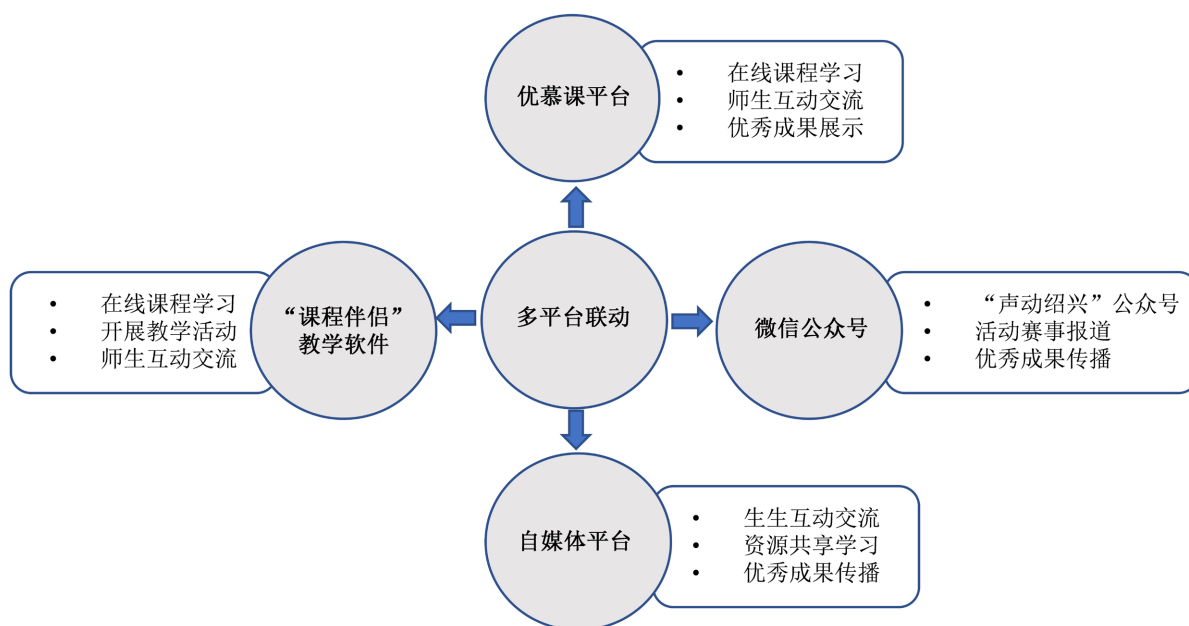 优慕课平台
• 在线课程学习
• 师生互动交流
• 优秀成果展示
• 在线课程学习
• 开展教学活动
• 师生互动交流
“课程伴侣”
教学软件
多平台联动
微信公众号
• “声动绍兴”公众号
• 活动赛事报道
• 优秀成果传播
自媒体平台
• 生生互动交流
• 资源共享学习
• 优秀成果传播